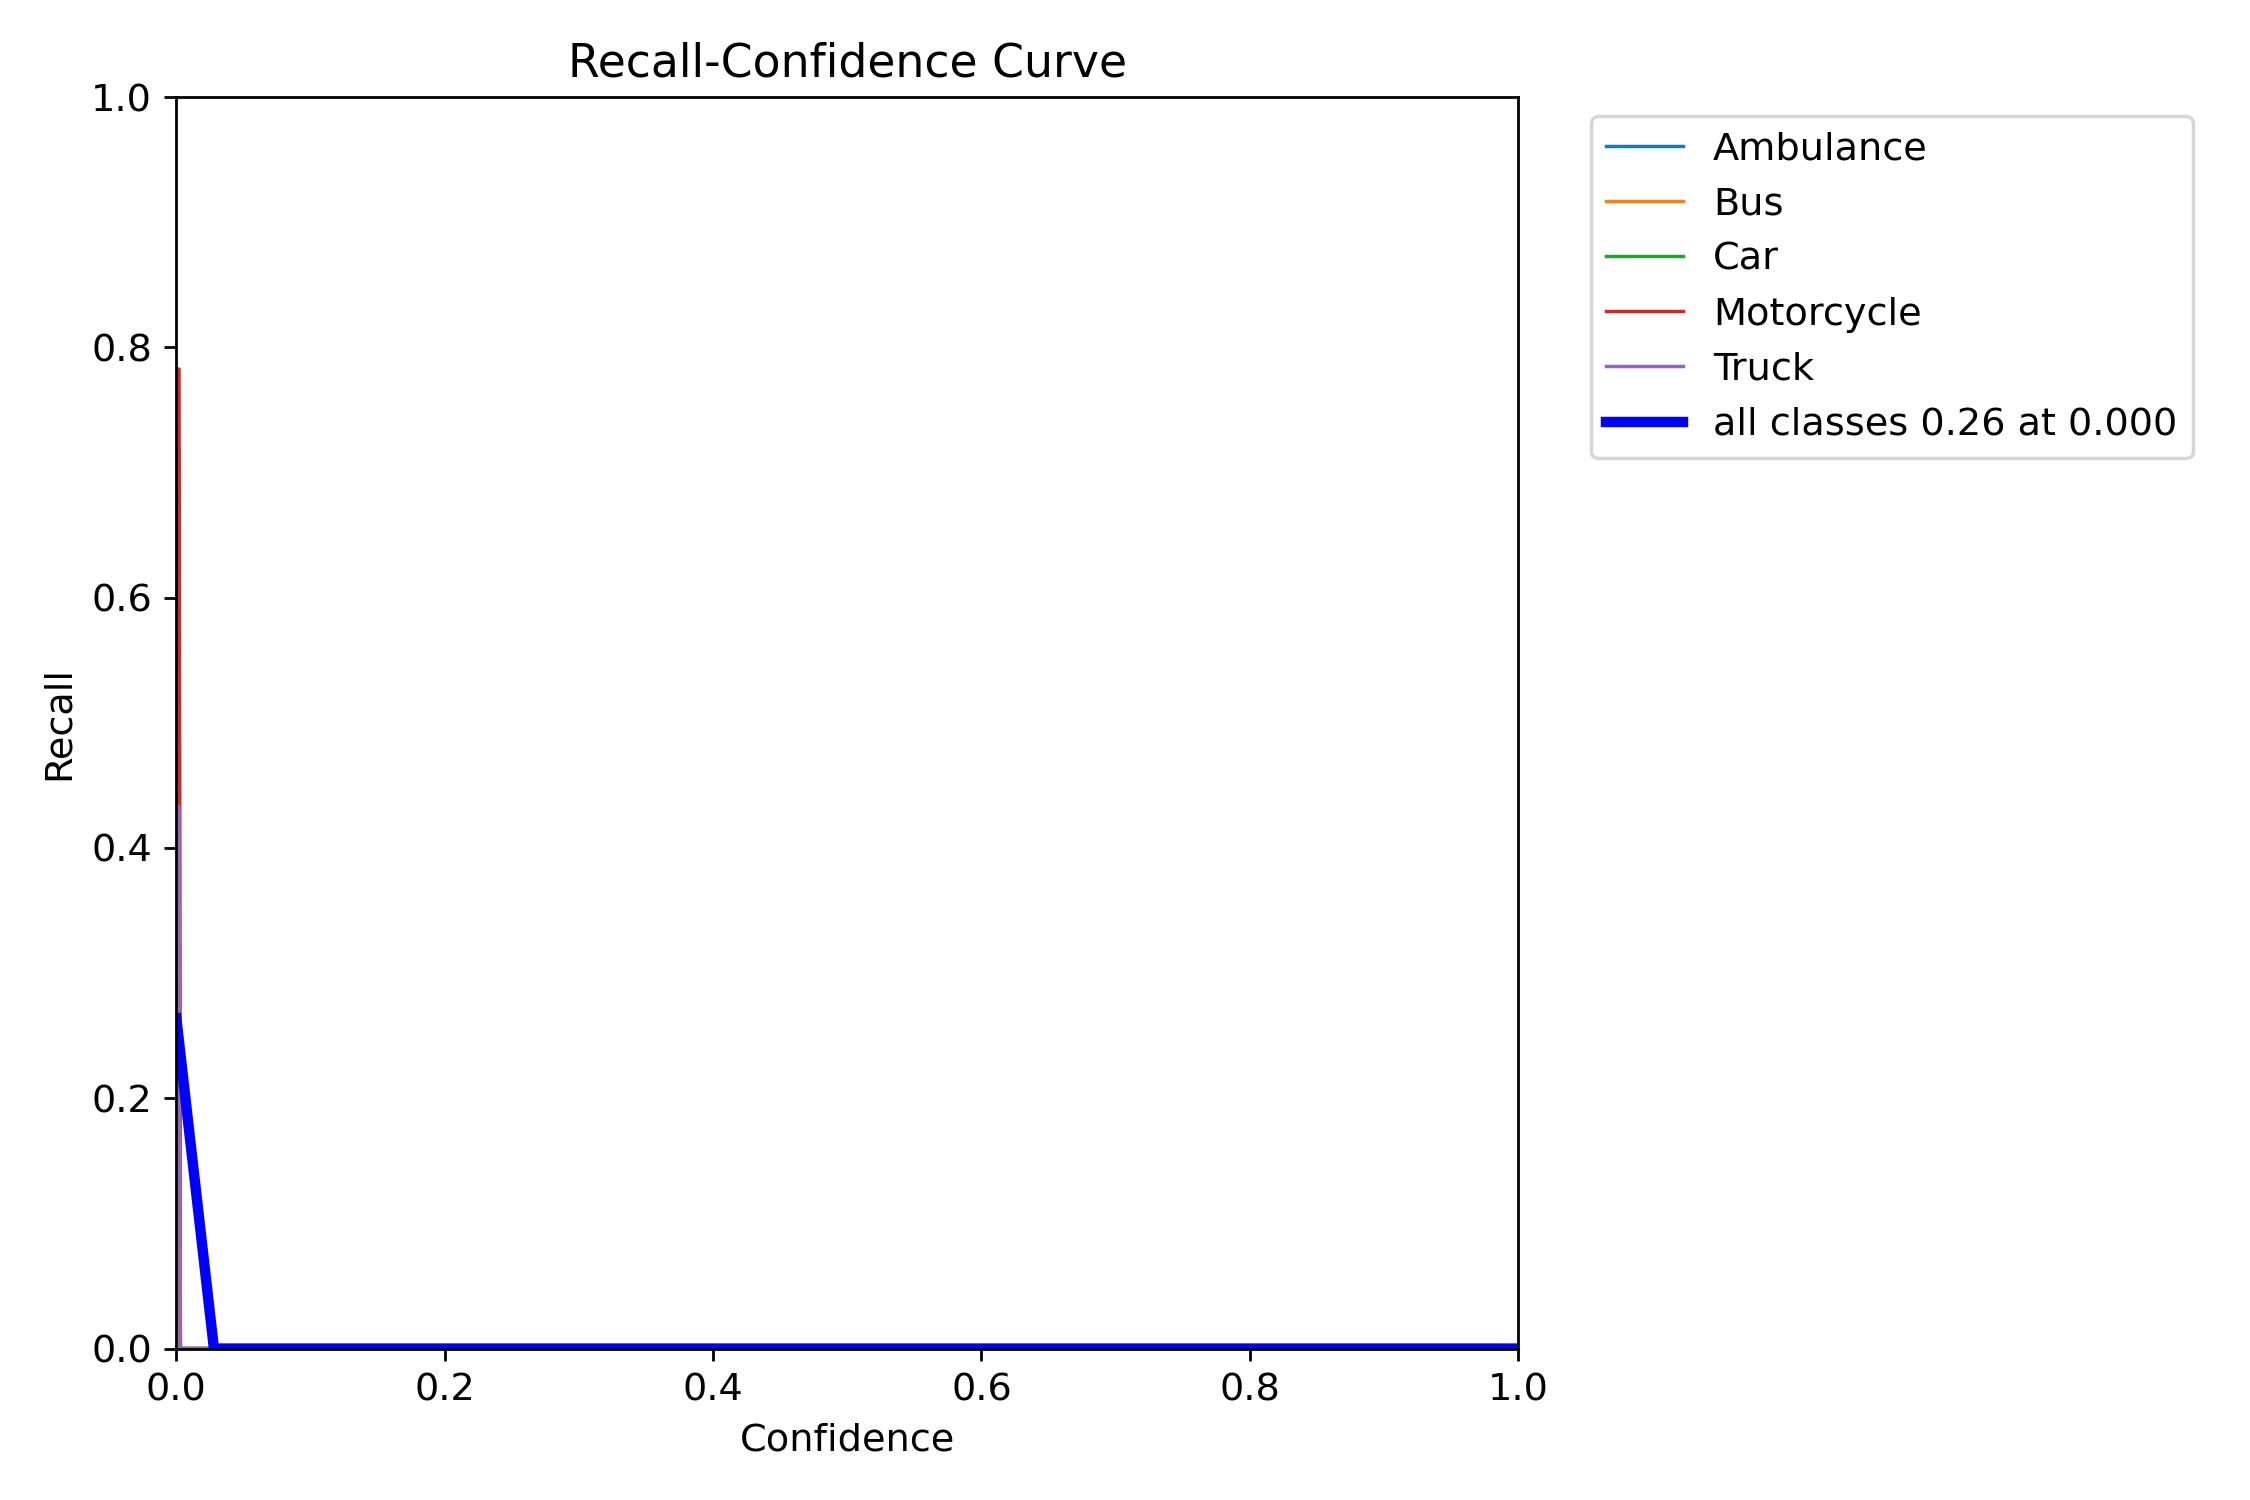 Recall-Confidence Curve
1.0
0.8
0.6
0.4
0.2
0.0
Recall
0.0 0.2 0.4 0.6 0.8 1.0
Confidence
Ambulance
Bus
Car
Motorcycle
Truck
all classes 0.26 at 0.000